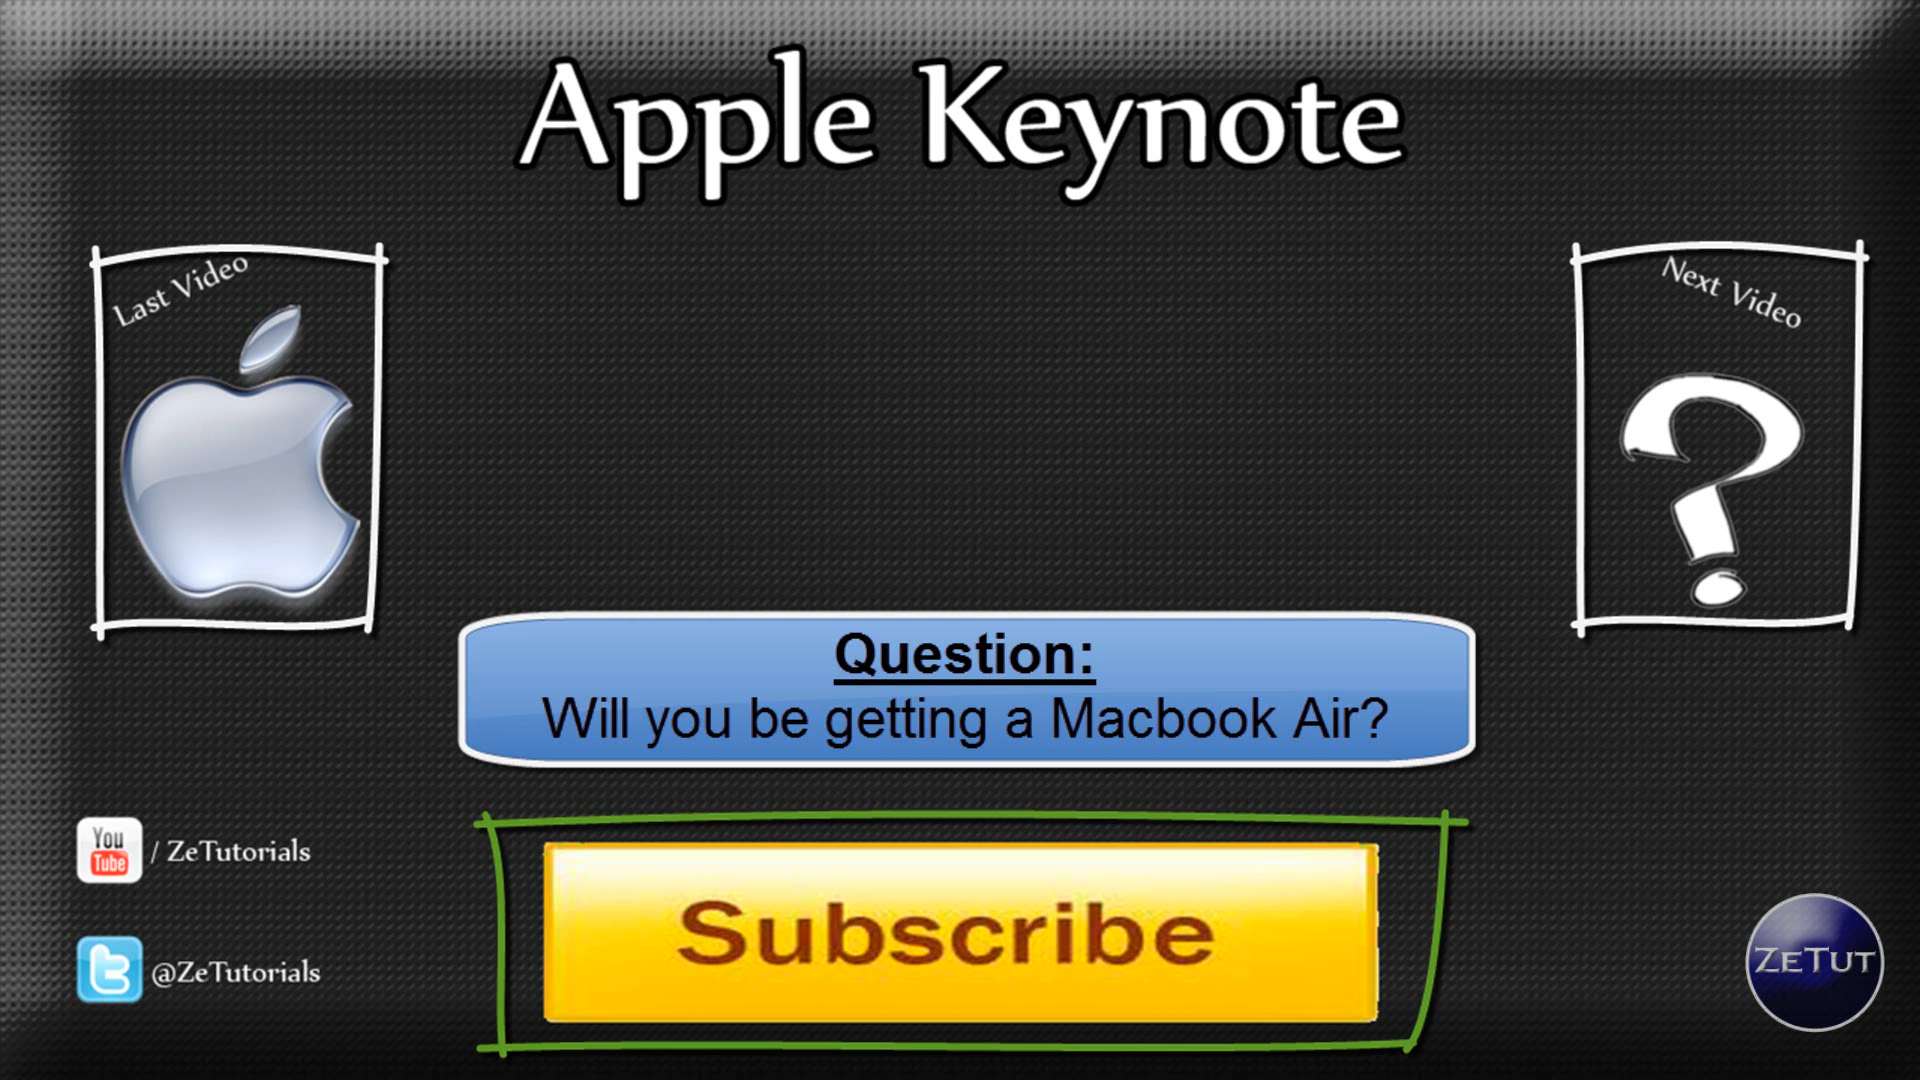 Apple Keynote
Last Video
Next Video
Question:
Will you be getting a Macbook Air?
You
Tube
/ ZeTutorials
Subscribe
@ZeTutorials
ZeTut